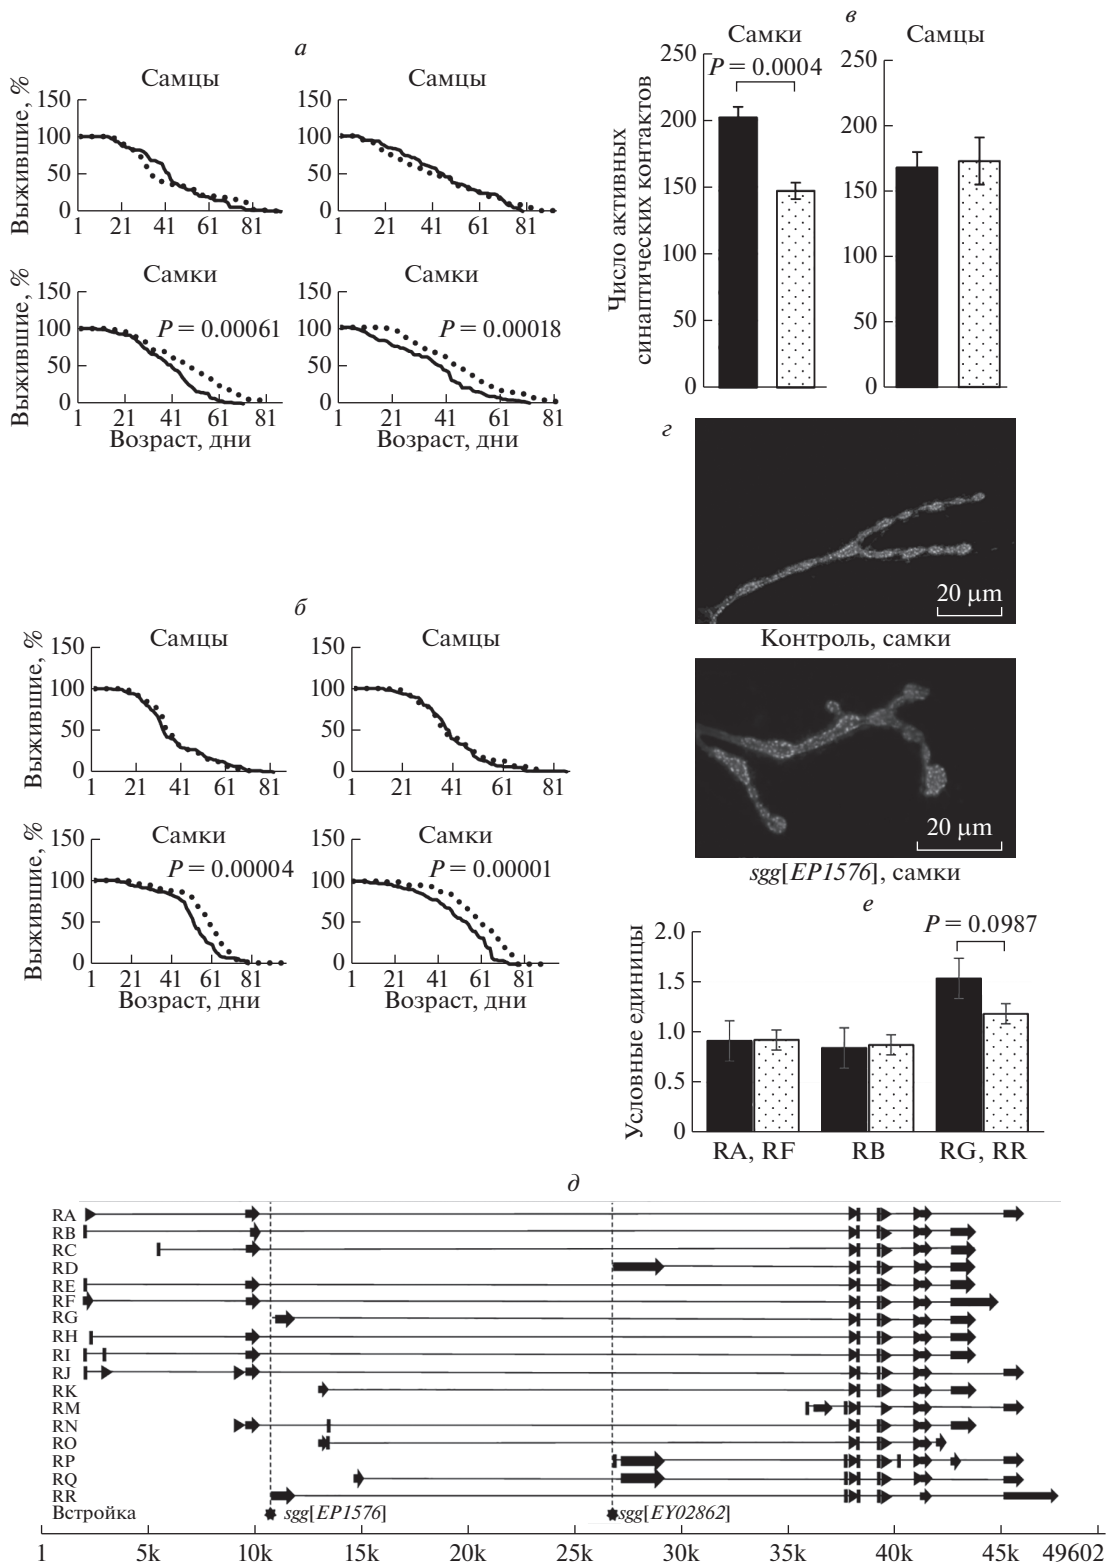 а
Самцы
Самцы
Выжившие, %
150
100
50
0
1 21 41 61 81
150
100
50
0
1 21 41 61 81
Самки
Самки
Выжившие, %
150
100
50
0
P = 0.00061
1 21 41 61 81
Возраст, дни
150
100
50
0
P = 0.00018
1 21 41 61 81
Возраст, дни
б
Самцы
Самцы
Выжившие, %
150
100
50
0
1 21 41 61 81
150
100
50
0
1 21 41 61 81
Самки
Самки
Выжившие, %
150
100
50
0
P = 0.00004
1 21 41 61 81
Возраст, дни
150
100
50
0
P = 0.00001
1 21 41 61 81
Возраст, дни
в
Самки
Самцы
Число активных
синаптических контактов
250
200
150
100
50
0
P = 0.0004
250
200
150
100
50
0
г
20 μm
Контроль, самки
20 μm
sgg[EP1576], самки
е
Условные единицы
2.0
1.5
1.0
0.5
0
P = 0.0987
RA, RF RB RG, RR
д
RA
RB
RC
RD
RE
RF
RG
RH
RI
RJ
RK
RM
RN
RO
RP
RQ
RR
Встройка sgg[EP1576] sgg[EY02862]
1 5k 10k 15k 20k 25k 30k 35k 40k 45k 49602